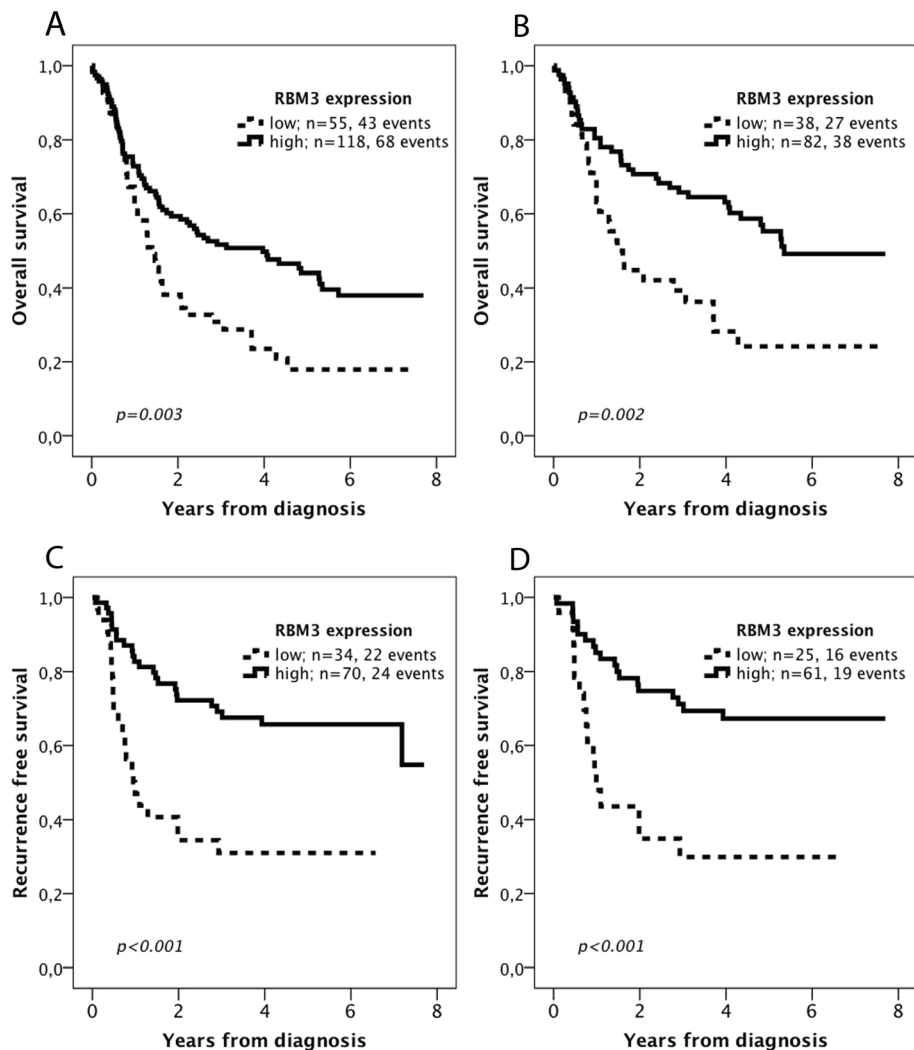 A
Overall survival
1,0
0,8
0,6
0,4
0,2
0,0
RBM3 expression
low; n=55, 43 events
high; n=118, 68 events
p=0.003
0 2 4 6 8
Years from diagnosis
B
Overall survival
1,0
0,8
0,6
0,4
0,2
0,0
RBM3 expression
low; n=38, 27 events
high; n=82, 38 events
p=0.002
0 2 4 6 8
Years from diagnosis
C
Recurrence free survival
1,0
0,8
0,6
0,4
0,2
0,0
RBM3 expression
low; n=34, 22 events
high; n=70, 24 events
p<0.001
0 2 4 6 8
Years from diagnosis
D
Recurrence free survival
1,0
0,8
0,6
0,4
0,2
0,0
RBM3 expression
low; n=25, 16 events
high; n=61, 19 events
p<0.001
0 2 4 6 8
Years from diagnosis